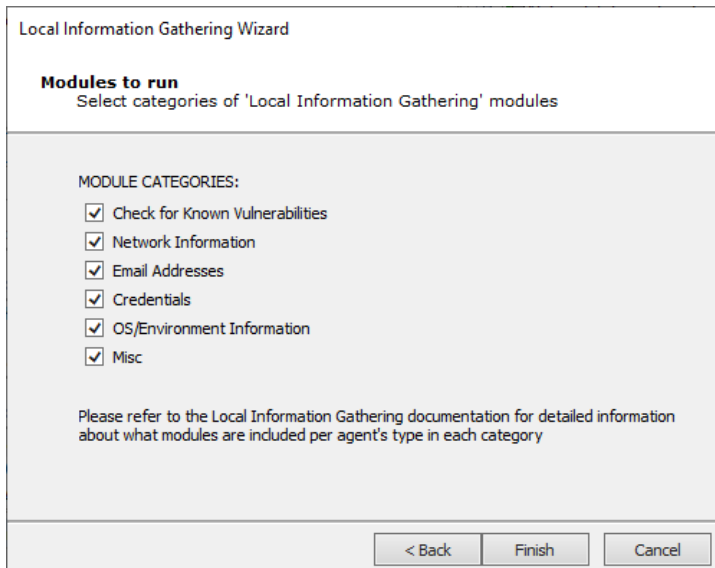 Local Information Gathering Wizard
Modules to run
Select categories of 'Local Information Gathering' modules
MODULE CATEGORIES:
Check for Known Vulnerabilities
Network Information
Email Addresses
Credentials
OS/Environment Information
Misc
Please refer to the Local Information Gathering documentation for detailed information
about what modules are included per agent's type in each category
< Back
Finish
Cancel